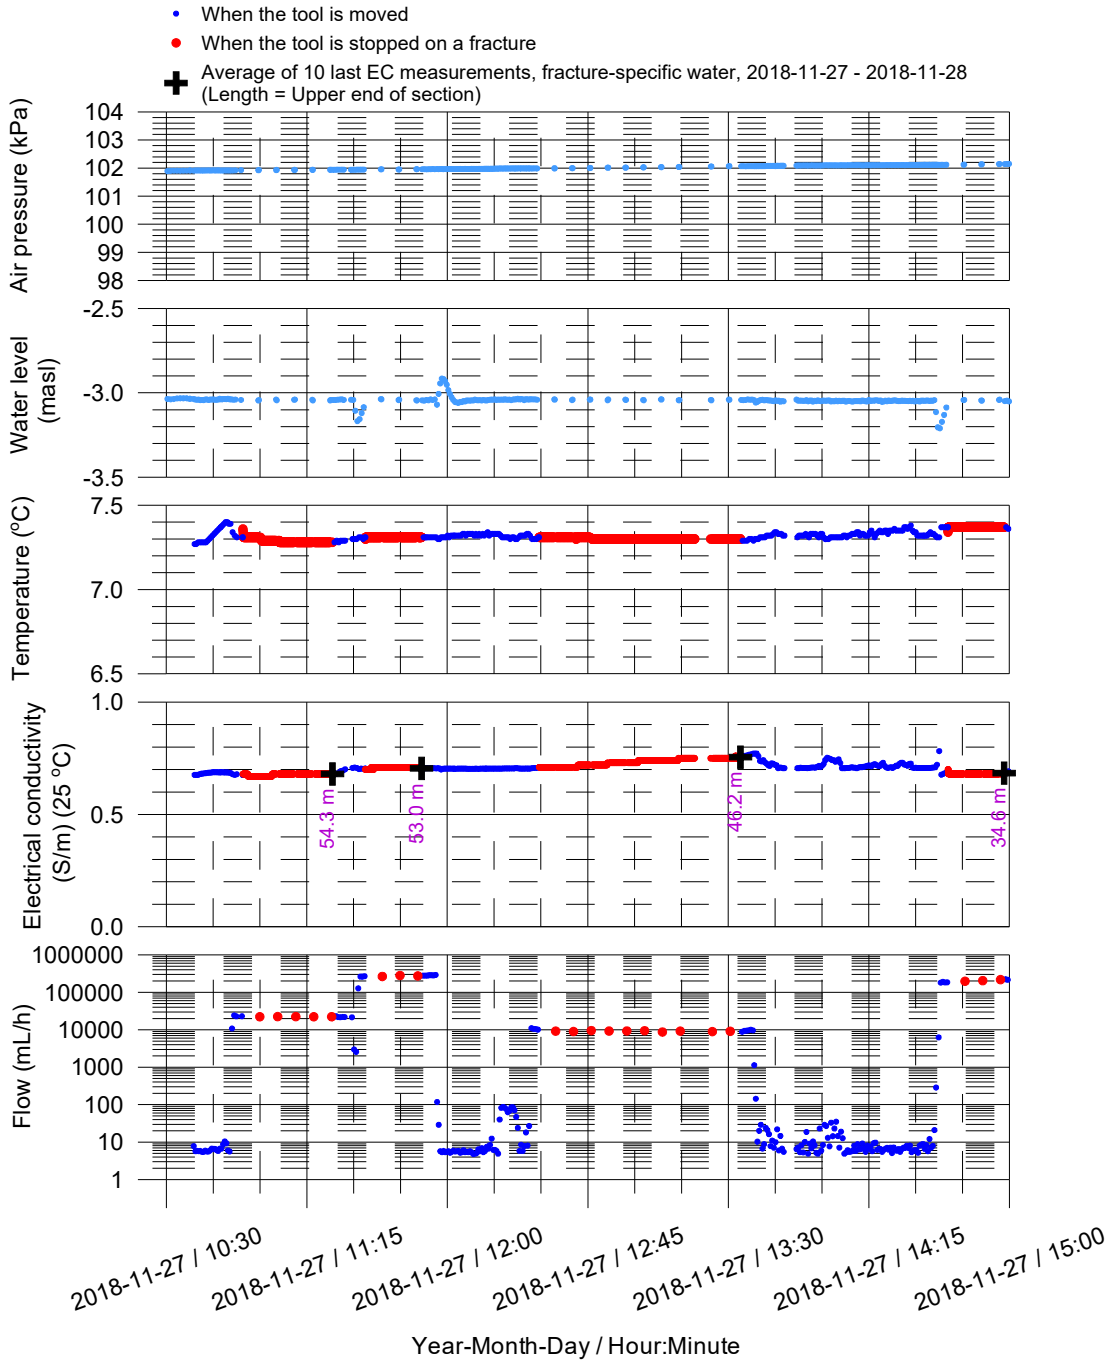 When the tool is moved
When the tool is stopped on a fracture
Average of 10 last EC measurements, fracture-specific water, 2018-11-27 - 2018-11-28
(Length = Upper end of section)
Air pressure (kPa)
104
103
102
101
100
99
98
Water level
(masl)
-2.5
-3.0
-3.5
Temperature (°C)
7.5
7.0
6.5
Electrical conductivity
(S/m) (25 °C)
1.0
0.5
0.0
54.3 m
53.0 m
46.2 m
34.6 m
Flow (mL/h)
1000000
100000
10000
1000
100
10
1
2018-11-27 / 10:30
2018-11-27 / 11:15
2018-11-27 / 12:00
2018-11-27 / 12:45
2018-11-27 / 13:30
2018-11-27 / 14:15
2018-11-27 / 15:00
Year-Month-Day / Hour:Minute